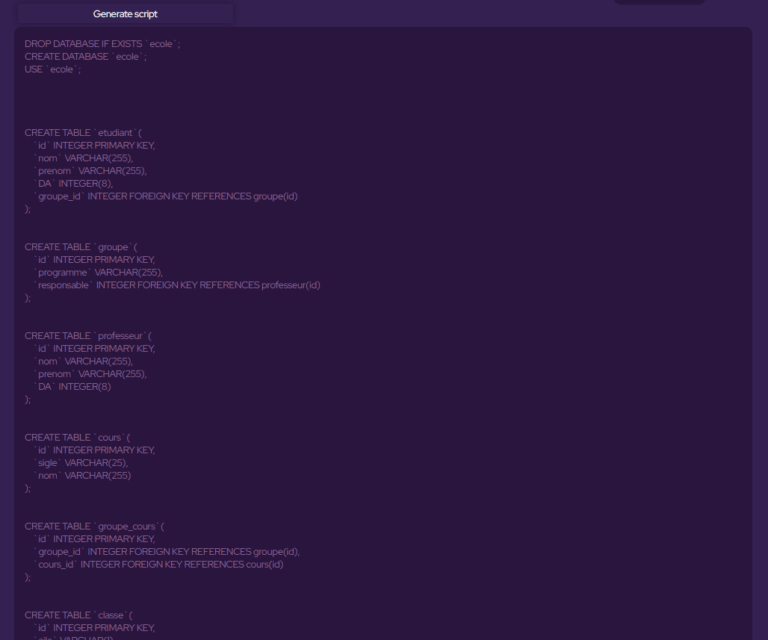 Generate script
DROP DATABASE IF EXISTS `ecole`;
CREATE DATABASE `ecole`;
USE `ecole`;
CREATE TABLE `etudiant` (
`id` INTEGER PRIMARY KEY,
`nom` VARCHAR(255),
`prenom` VARCHAR(255),
`DA` INTEGER(8),
`groupe_id` INTEGER FOREIGN KEY REFERENCES groupe(id)
);
CREATE TABLE `groupe` (
`id` INTEGER PRIMARY KEY,
`programme` VARCHAR(255),
`responsable` INTEGER FOREIGN KEY REFERENCES professeur(id)
);
CREATE TABLE `professeur` (
`id` INTEGER PRIMARY KEY,
`nom` VARCHAR(255),
`prenom` VARCHAR(255),
`DA` INTEGER(8)
);
CREATE TABLE `cours` (
`id` INTEGER PRIMARY KEY,
`sigle` VARCHAR(25),
`nom` VARCHAR(255)
);
CREATE TABLE `groupe_cours` (
`id` INTEGER PRIMARY KEY,
`groupe_id` INTEGER FOREIGN KEY REFERENCES groupe(id),
`cours_id` INTEGER FOREIGN KEY REFERENCES cours(id)
);
CREATE TABLE `classe` (
`id` INTEGER PRIMARY KEY,